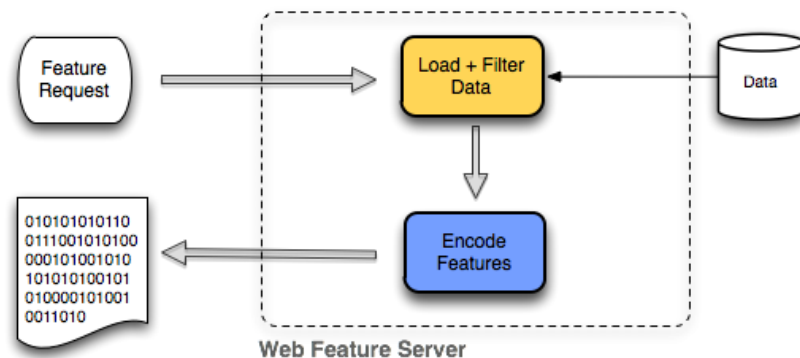 Feature
Request
Load + Filter
Data
Data
010101010110
0111001010100
000101001010
101010100101
010000101001
0011010
Encode
Features
Web Feature Server